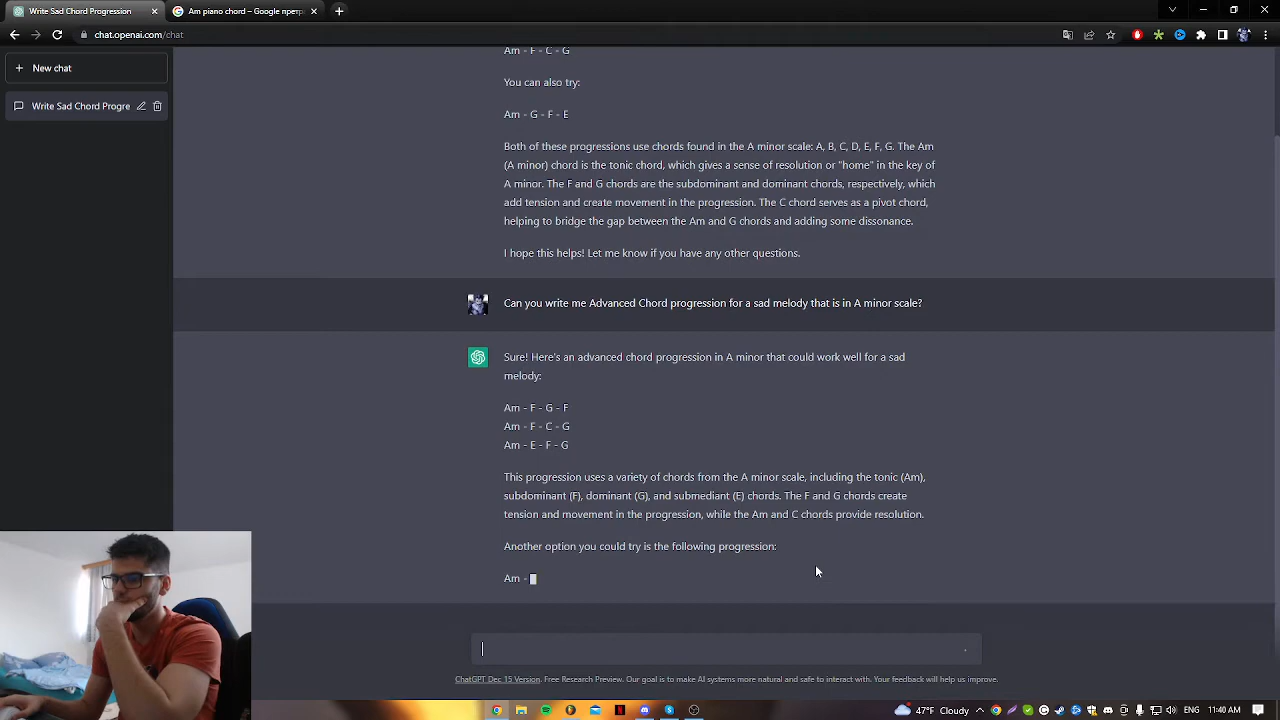 Write Sad Chord Progression
Am piano chord - Google претр
chat.openai.com/chat
New chat
Write Sad Chord Progre
Am - F - C - G
You can also try:
Am - G - F - E
Both of these progressions use chords found in the A minor scale: A, B, C, D, E, F, G. The Am
(A minor) chord is the tonic chord, which gives a sense of resolution or "home" in the key of
A minor. The F and G chords are the subdominant and dominant chords, respectively, which
add tension and create movement in the progression. The C chord serves as a pivot chord,
helping to bridge the gap between the Am and G chords and adding some dissonance.
I hope this helps! Let me know if you have any other questions.
Can you write me Advanced Chord progression for a sad melody that is in A minor scale?
Sure! Here's an advanced chord progression in A minor that could work well for a sad
melody:
Am - F - G - F
Am - F - C - G
Am - E - F - G
This progression uses a variety of chords from the A minor scale, including the tonic (Am),
subdominant (F), dominant (G), and submediant (E) chords. The F and G chords create
tension and movement in the progression, while the Am and C chords provide resolution.
Another option you could try is the following progression:
Am -
ChatGPT Dec 15 Version. Free Research Preview. Our goal is to make AI systems more natural and safe to interact with. Your feedback will help us improve.
47°F Cloudy
11:40 AM